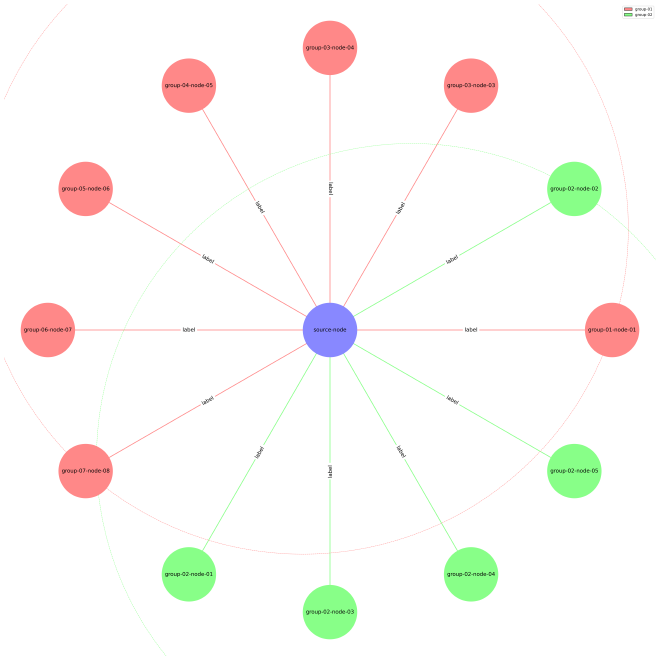 group-01
group-02
group-03-node-04
group-04-node-05
group-03-node-03
group-05-node-06
group-02-node-02
label
label
label
label
label
group-06-node-07
label
source-node
label
group-01-node-01
label
label
label
label
label
group-07-node-08
group-02-node-05
group-02-node-01
group-02-node-04
group-02-node-03